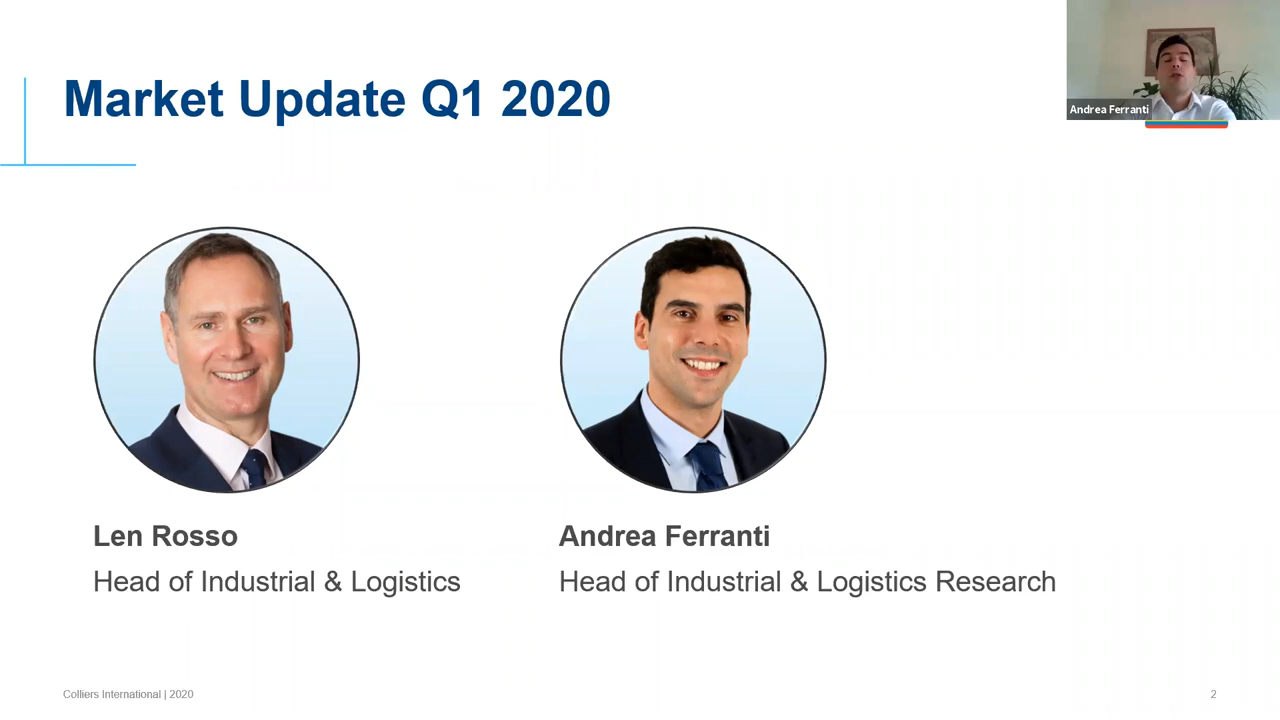 Market Update Q1 2020
Andrea Ferranti
Len Rosso
Head of Industrial & Logistics
Andrea Ferranti
Head of Industrial & Logistics Research
Colliers International | 2020
2